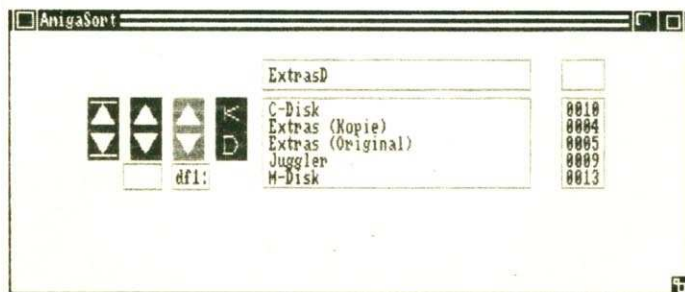 AmigaSort
ExtrasD
C-Disk 0010
Extras (Kopie) 0004
Extras (Original) 0005
Juggler 0009
M-Disk 0013
K
D
df1: